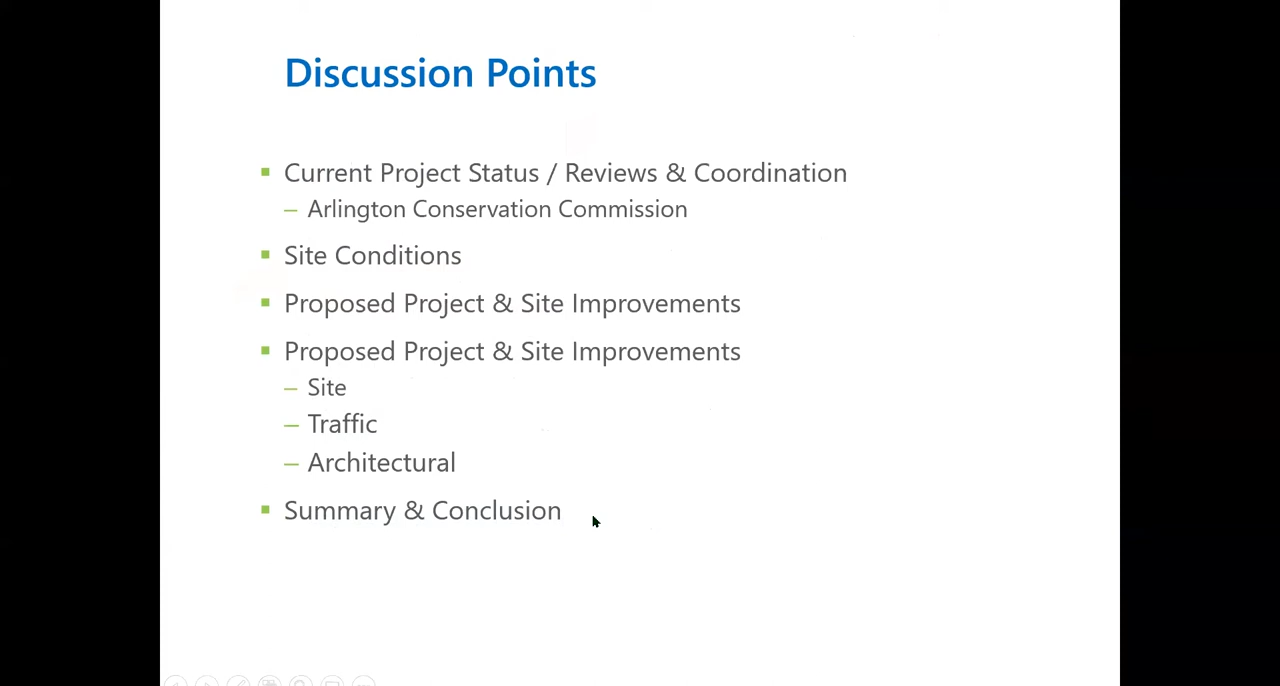 Discussion Points
Current Project Status / Reviews & Coordination
Arlington Conservation Commission
Site Conditions
Proposed Project & Site Improvements
Proposed Project & Site Improvements
Site
Traffic
Architectural
Summary & Conclusion